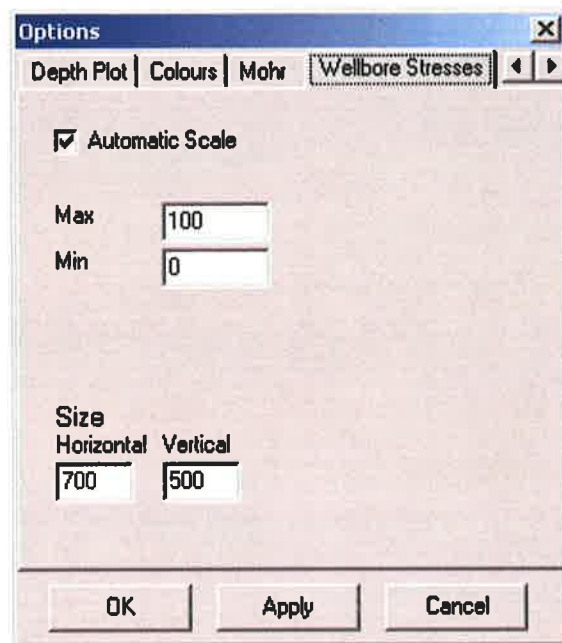 Options
Depth Plot Colours Mohr Wellbore Stresses
Automatic Scale
Max 100
Min 0
Size
Horizontal Vertical
700 500
OK Apply Cancel